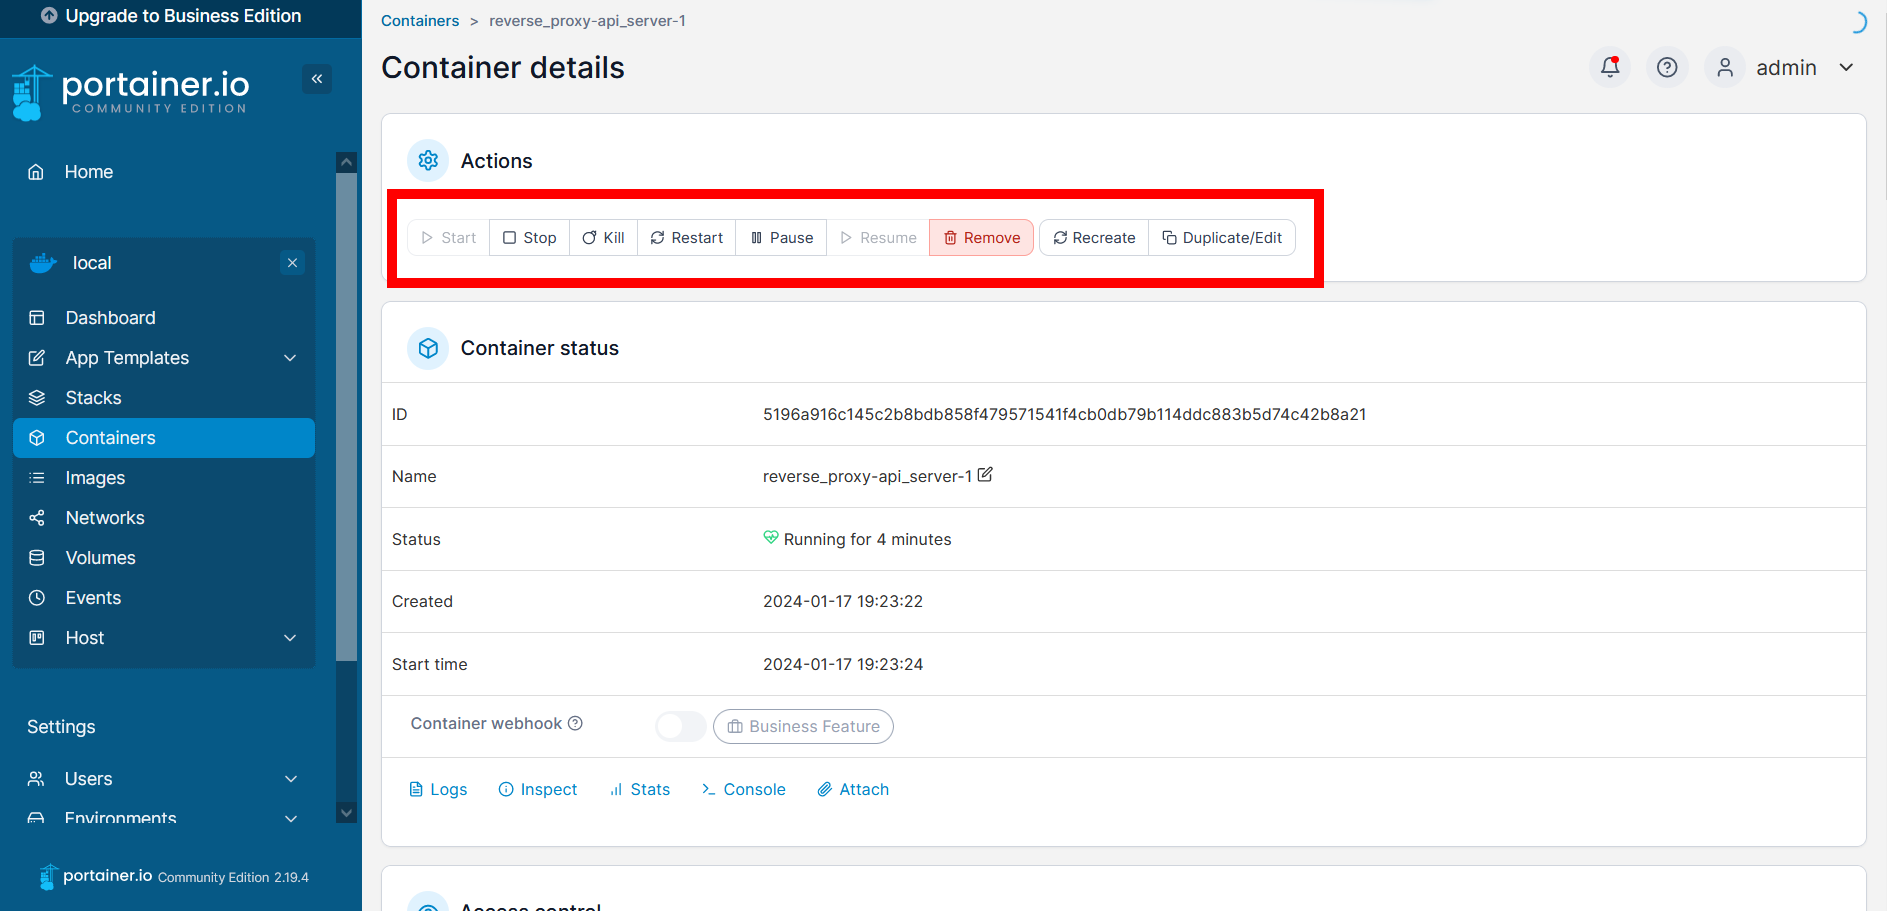 Upgrade to Business Edition
portainer.io
COMMUNITY EDITION
Home
local
Dashboard
App Templates
Stacks
Containers
Images
Networks
Volumes
Events
Host
Settings
Users
Environments
portainer.io Community Edition 2.19.4
Containers > reverse_proxy-api_server-1
Container details
admin
Actions
Start Stop Kill Restart Pause Resume Remove Recreate Duplicate/Edit
Container status
ID 5196a916c145c2b8bdb858f479571541f4cb0db79b114ddc883b5d74c42b8a21
Name reverse_proxy-api_server-1
Status Running for 4 minutes
Created 2024-01-17 19:23:22
Start time 2024-01-17 19:23:24
Container webhook Business Feature
Logs Inspect Stats Console Attach
Access control